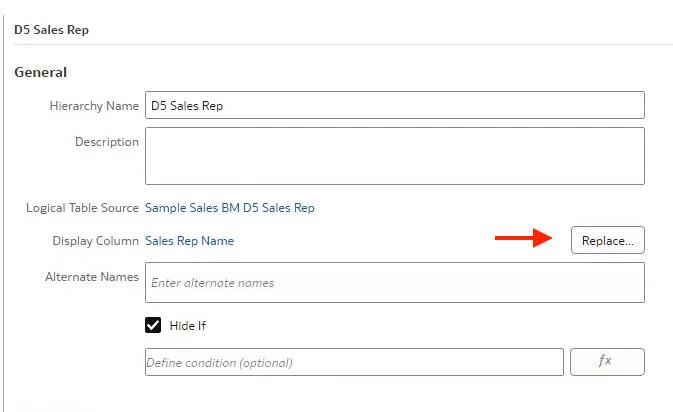 D5 Sales Rep
General
Hierarchy Name D5 Sales Rep
Description
Logical Table Source Sample Sales BM D5 Sales Rep
Display Column Sales Rep Name Replace...
Alternate Names Enter alternate names
Hide If
Define condition (optional) fx